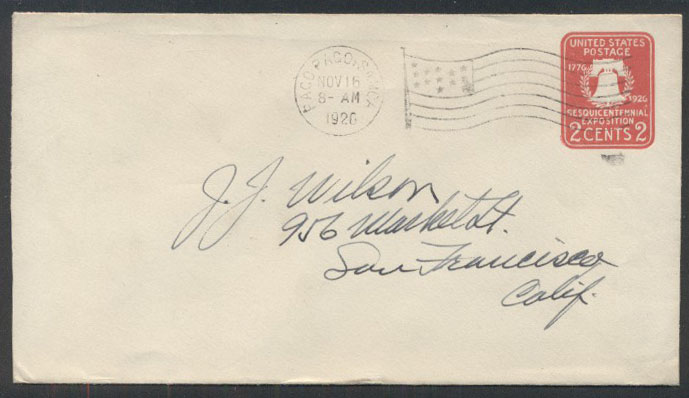 PAGO PAGO, SAMOA
NOV 16
8-AM
1926
UNITED STATES
POSTAGE
1776
1926
SESQUICENTENNIAL
EXPOSITION
2 CENTS 2
J. J. Wilson
956 Market St.
San Francisco
Calif.